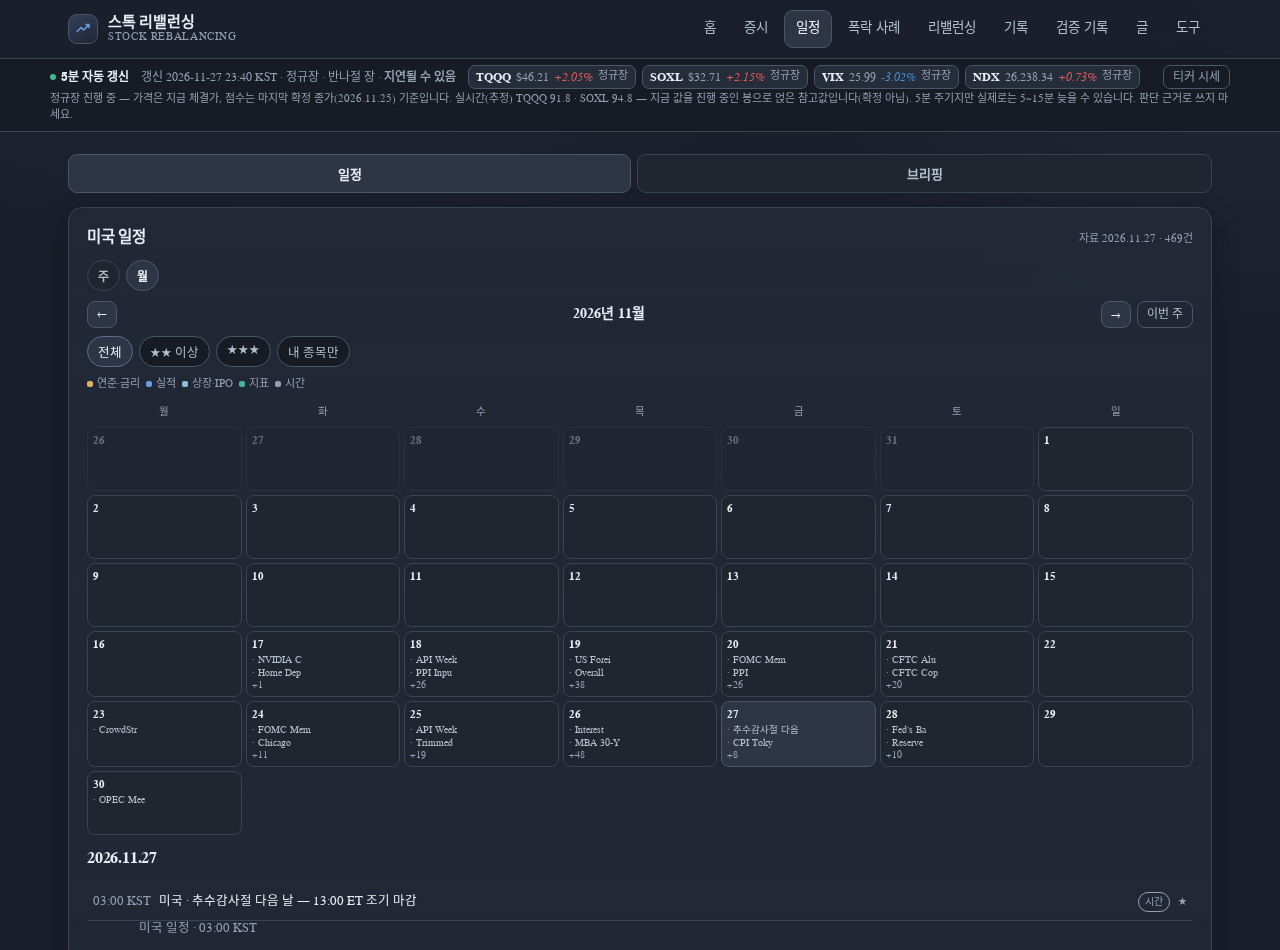 스톡 리밸런싱
STOCK REBALANCING
홈 증시 일정 폭락 사례 리밸런싱 기록 검증 기록 글 도구
5분 자동 갱신 갱신 2026-11-27 23:40 KST · 정규장 · 반나절 장 · 지연될 수 있음 TQQQ $46.21 +2.05% 정규장 SOXL $32.71 +2.15% 정규장 VIX 25.99 -3.02% 정규장 NDX 26,238.34 +0.73% 정규장 티커 시세
정규장 진행 중 — 가격은 지금 체결가, 점수는 마지막 확정 종가(2026.11.25) 기준입니다. 실시간(추정) TQQQ 91.8 · SOXL 94.8 — 지금 값을 진행 중인 봉으로 얹은 참고값입니다(확정 아님). 5분 주기지만 실제로는 5~15분 늦을 수 있습니다. 판단 근거로 쓰지 마
세요.
일정 브리핑
미국 일정 자료 2026.11.27 · 469건
주 월
← 2026년 11월 → 이번 주
전체 ★★ 이상 ★★★ 내 종목만
연준·금리 실적 상장·IPO 지표 시간
월 화 수 목 금 토 일
26 27 28 29 30 31 1
2 3 4 5 6 7 8
9 10 11 12 13 14 15
16 17 18 19 20 21 22
· NVIDIA C · API Week · US Forei · FOMC Mem · CFTC Alu
· Home Dep · PPI Inpu · Overall · PPI · CFTC Cop
+1 +26 +38 +26 +20
23 24 25 26 27 28 29
· CrowdStr · FOMC Mem · API Week · Interest · 추수감사절 다음 · Fed's Ba
· Chicago · Trimmed · MBA 30-Y · CPI Toky · Reserve
+11 +19 +48 +8 +10
30
· OPEC Mee
2026.11.27
03:00 KST 미국 · 추수감사절 다음 날 — 13:00 ET 조기 마감 시간 ★
미국 일정 · 03:00 KST